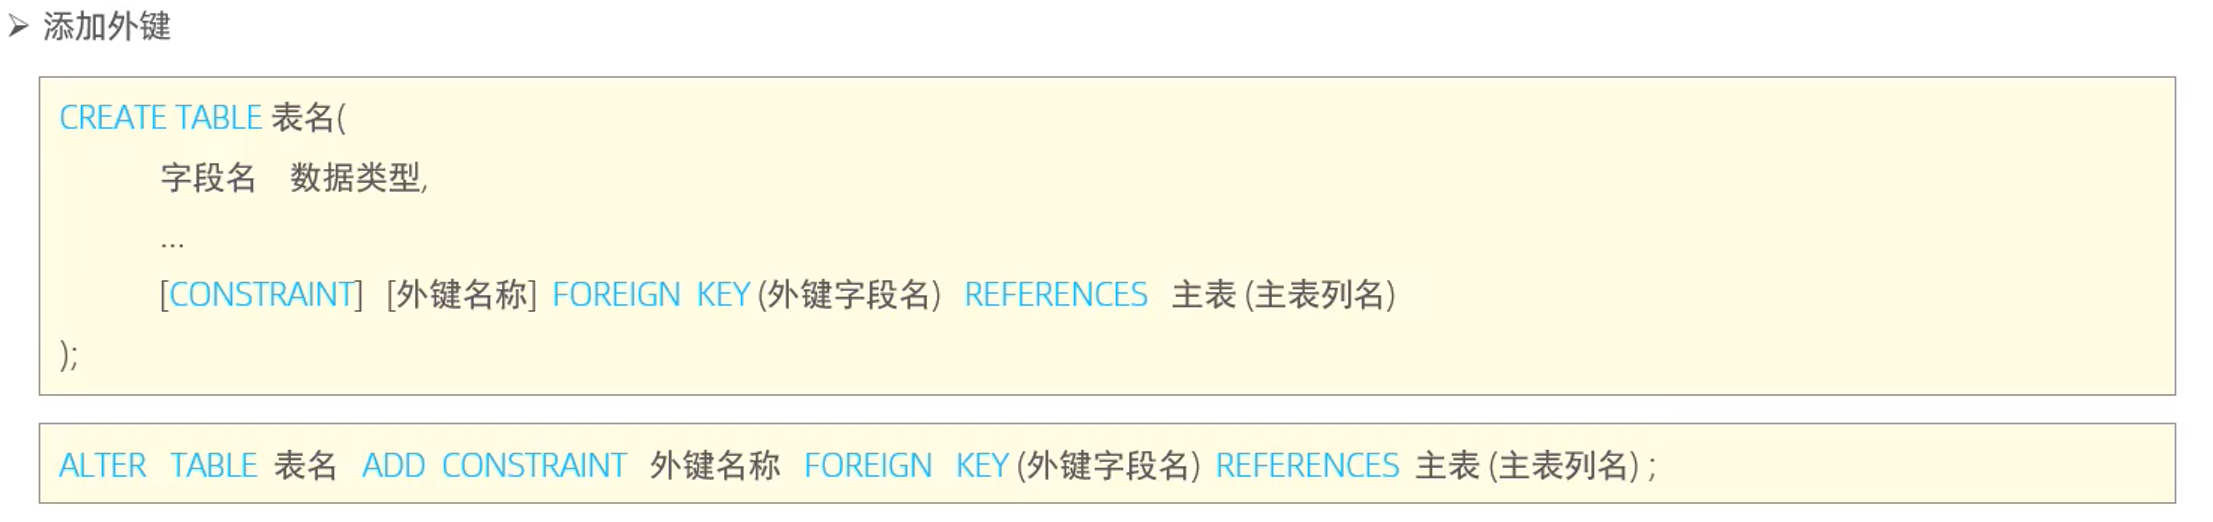 ➢ 添加外键
CREATE TABLE 表名(
字段名 数据类型,
...
[CONSTRAINT] [外键名称] FOREIGN KEY (外键字段名) REFERENCES 主表 (主表列名)
);
ALTER TABLE 表名 ADD CONSTRAINT 外键名称 FOREIGN KEY (外键字段名) REFERENCES 主表 (主表列名) ;